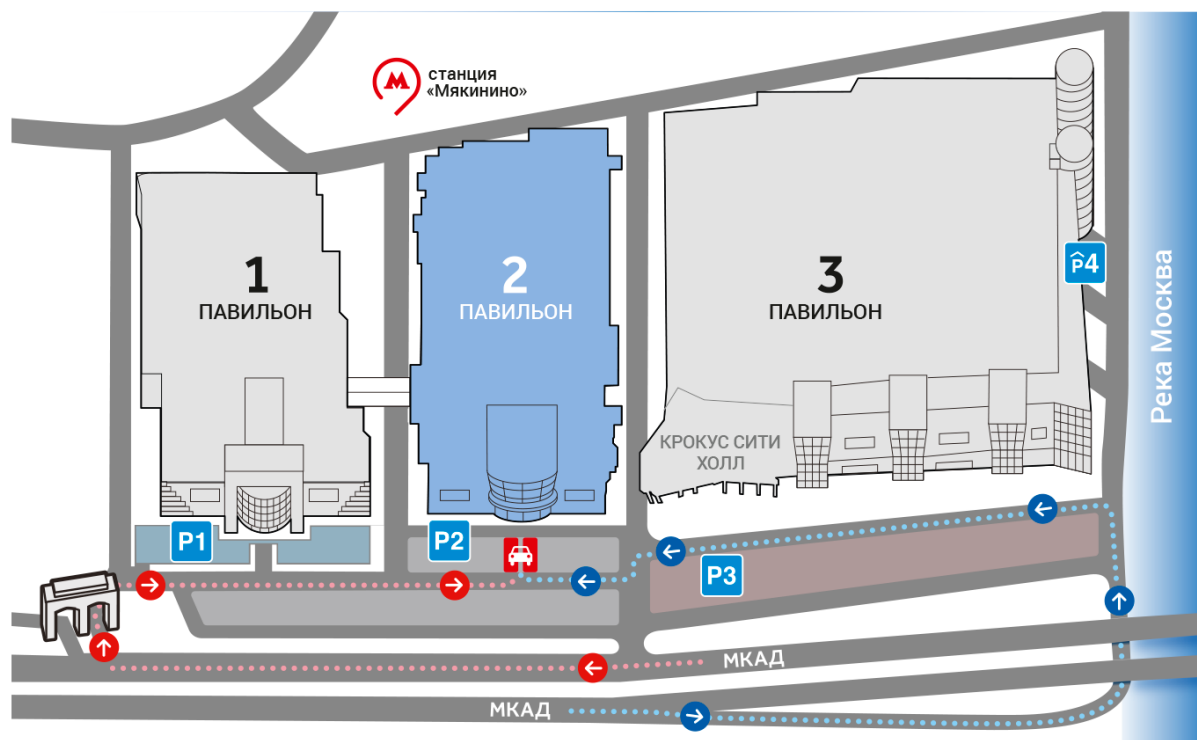 М
станция
«Мякинино»
1
ПАВИЛЬОН
2
ПАВИЛЬОН
3
ПАВИЛЬОН
P4
Река Москва
КРОКУС СИТИ
ХОЛЛ
P1
P2
P3
МКАД
МКАД